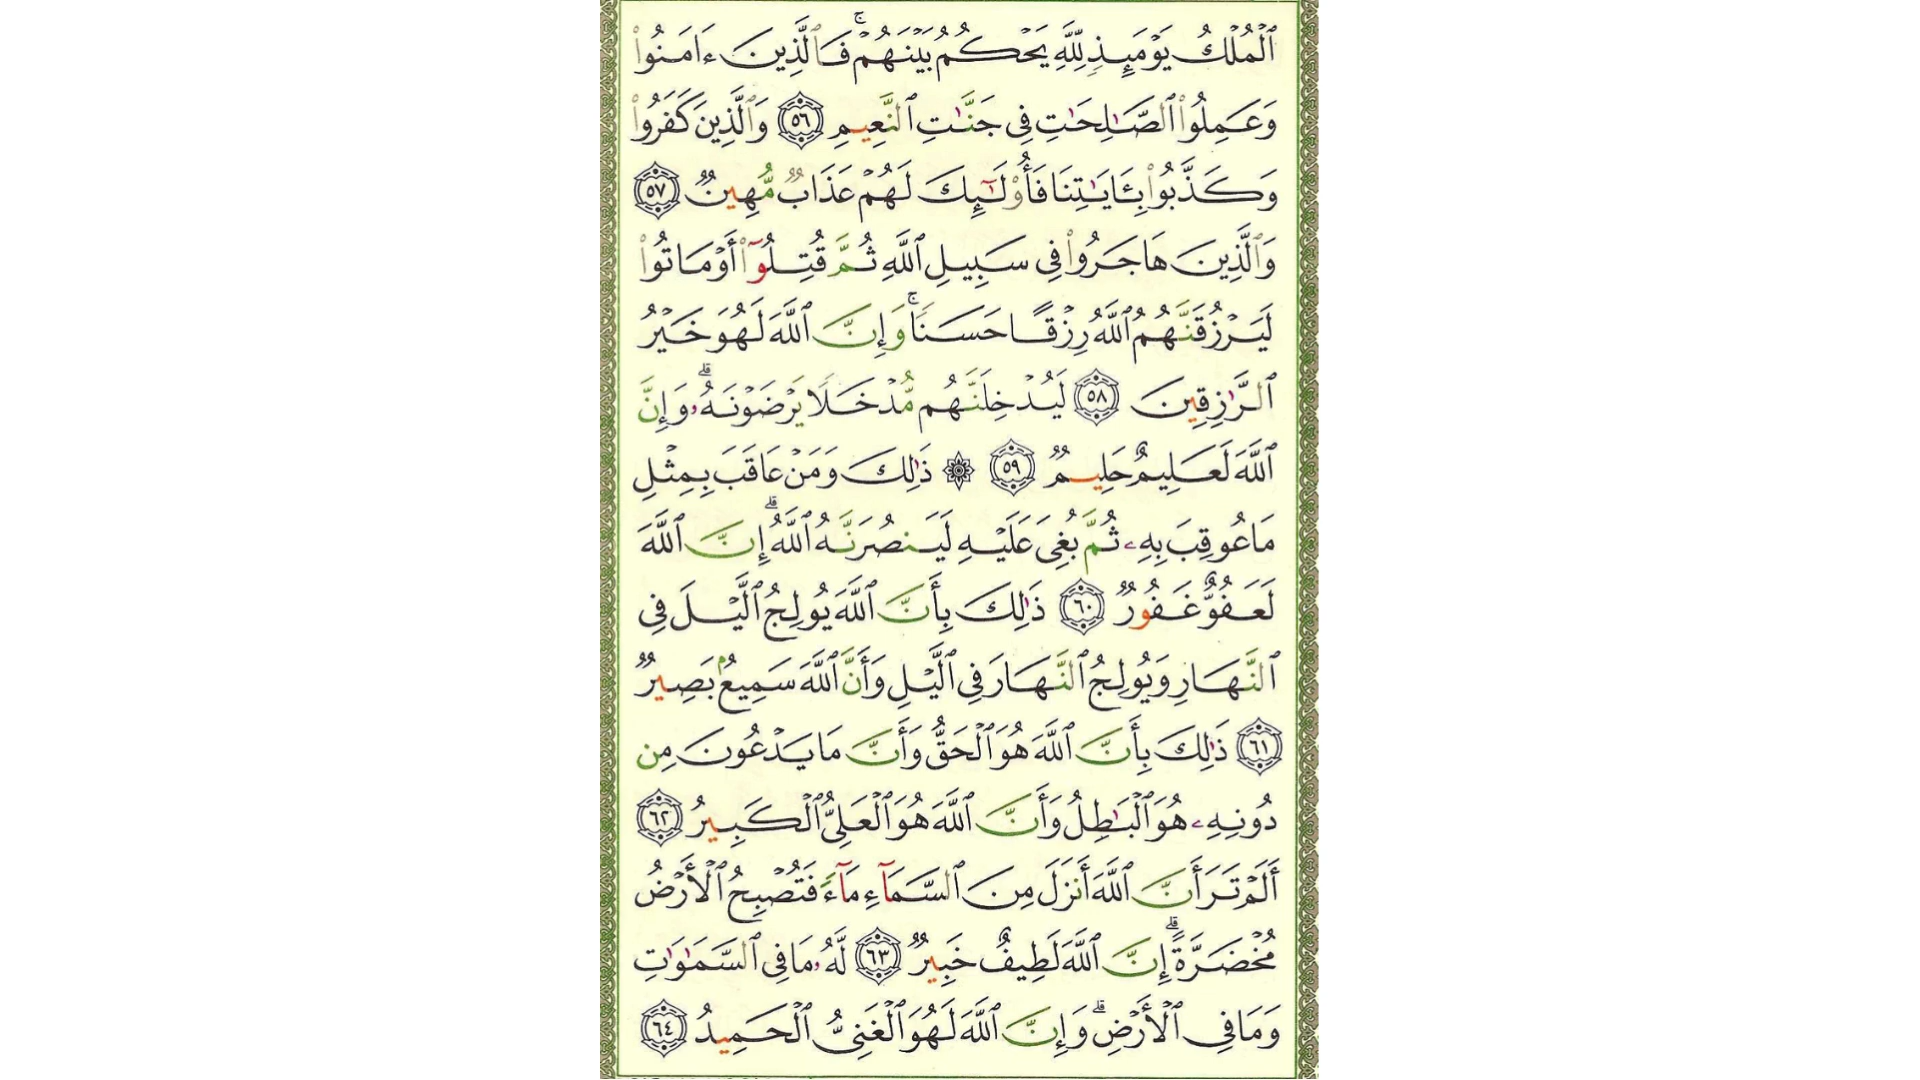 ٱلْمُلْكُ يَوْمَئِذٍ لِّلَّهِ يَحْكُمُ بَيْنَهُمْ ۚ فَٱلَّذِينَ ءَامَنُوا۟
وَعَمِلُوا۟ ٱلصَّـٰلِحَـٰتِ فِى جَنَّـٰتِ ٱلنَّعِيمِ ٥٦ وَٱلَّذِينَ كَفَرُوا۟
وَكَذَّبُوا۟ بِـَٔايَـٰتِنَا فَأُو۟لَـٰٓئِكَ لَهُمْ عَذَابٌ مُّهِينٌ ٥٧
وَٱلَّذِينَ هَاجَرُوا۟ فِى سَبِيلِ ٱللَّهِ ثُمَّ قُتِلُوٓا۟ أَوْ مَاتُوا۟
لَيَرْزُقَنَّهُمُ ٱللَّهُ رِزْقًا حَسَنًا ۚ وَإِنَّ ٱللَّهَ لَهُوَ خَيْرُ
ٱلرَّٰزِقِينَ ٥٨ لَيُدْخِلَنَّهُم مُّدْخَلًا يَرْضَوْنَهُۥ ۗ وَإِنَّ
ٱللَّهَ لَعَلِيمٌ حَلِيمٌ ٥٩ ۞ ذَٰلِكَ وَمَنْ عَاقَبَ بِمِثْلِ
مَا عُوقِبَ بِهِۦ ثُمَّ بُغِىَ عَلَيْهِ لَيَنصُرَنَّهُ ٱللَّهُ ۗ إِنَّ ٱللَّهَ
لَعَفُوٌّ غَفُورٌ ٦٠ ذَٰلِكَ بِأَنَّ ٱللَّهَ يُولِجُ ٱلَّيْلَ فِى
ٱلنَّهَارِ وَيُولِجُ ٱلنَّهَارَ فِى ٱلَّيْلِ وَأَنَّ ٱللَّهَ سَمِيعٌۢ بَصِيرٌ
٦١ ذَٰلِكَ بِأَنَّ ٱللَّهَ هُوَ ٱلْحَقُّ وَأَنَّ مَا يَدْعُونَ مِن
دُونِهِۦ هُوَ ٱلْبَـٰطِلُ وَأَنَّ ٱللَّهَ هُوَ ٱلْعَلِىُّ ٱلْكَبِيرُ ٦٢
أَلَمْ تَرَ أَنَّ ٱللَّهَ أَنزَلَ مِنَ ٱلسَّمَآءِ مَآءً فَتُصْبِحُ ٱلْأَرْضُ
مُخْضَرَّةً ۗ إِنَّ ٱللَّهَ لَطِيفٌ خَبِيرٌ ٦٣ لَّهُۥ مَا فِى ٱلسَّمَـٰوَٰتِ
وَمَا فِى ٱلْأَرْضِ ۗ وَإِنَّ ٱللَّهَ لَهُوَ ٱلْغَنِىُّ ٱلْحَمِيدُ ٦٤